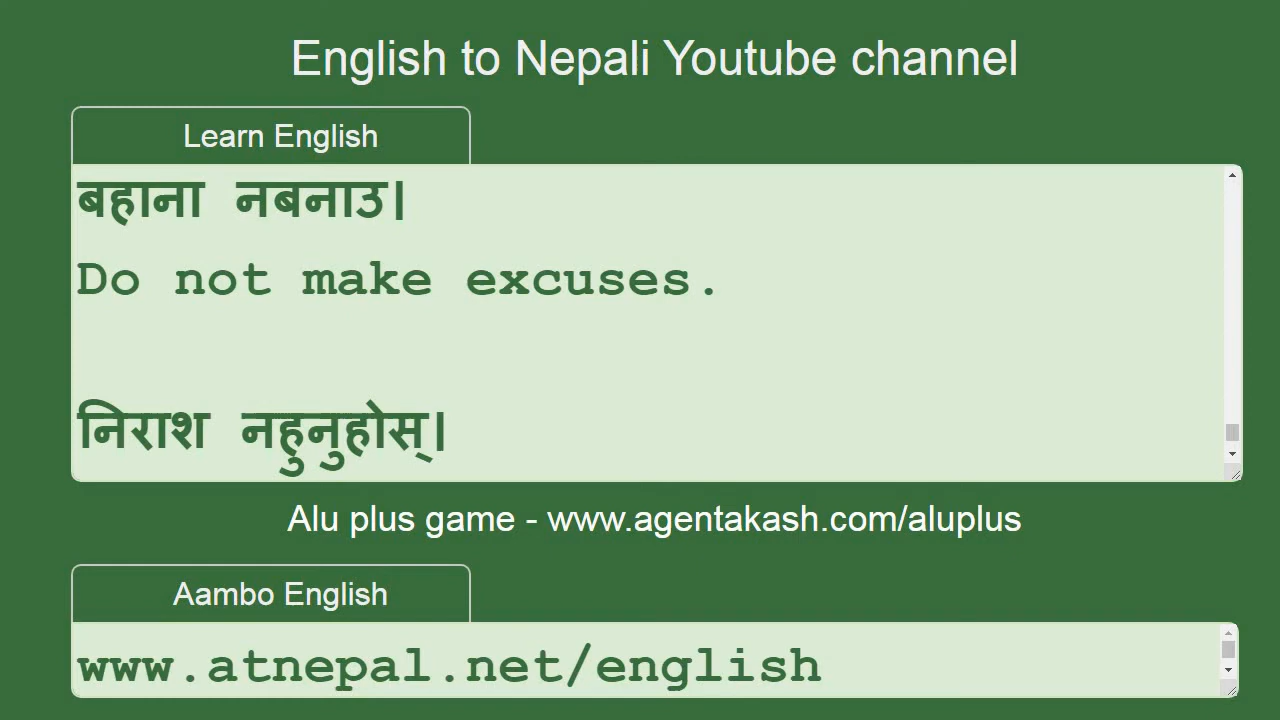 English to Nepali Youtube channel
Learn English
बहाना नबनाउ।
Do not make excuses.
निराश नहुनुहोस्।
Alu plus game - www.agentakash.com/aluplus
Aambo English
www.atnepal.net/english